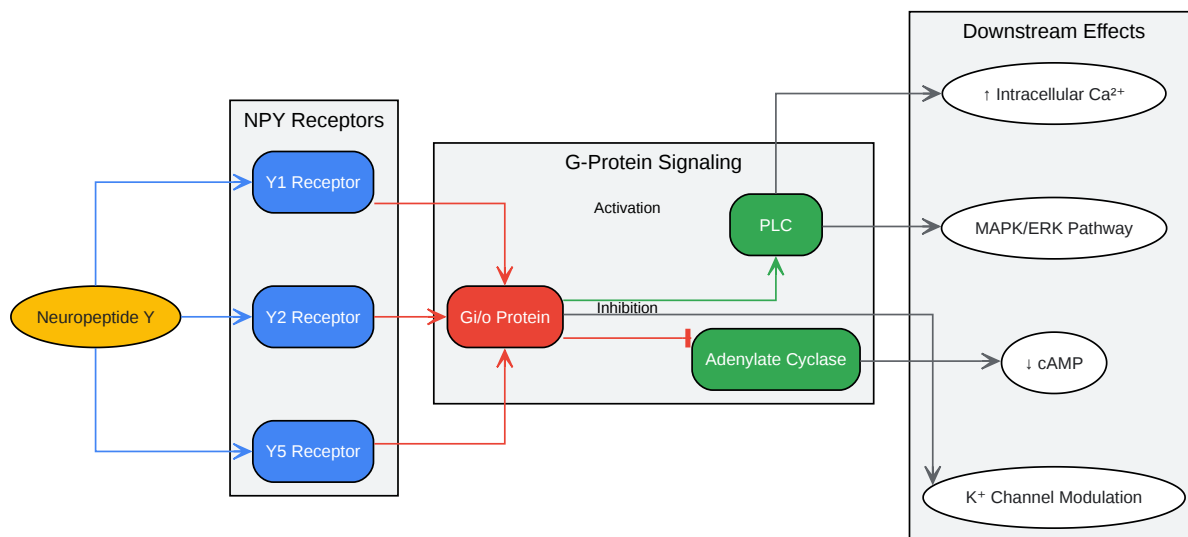 Downstream Effects
↑ Intracellular Ca²⁺
NPY Receptors
G-Protein Signaling
Y1 Receptor
Activation
PLC
MAPK/ERK Pathway
Neuropeptide Y
Y2 Receptor
Gi/o Protein
Inhibition
Adenylate Cyclase
↓ cAMP
Y5 Receptor
K⁺ Channel Modulation